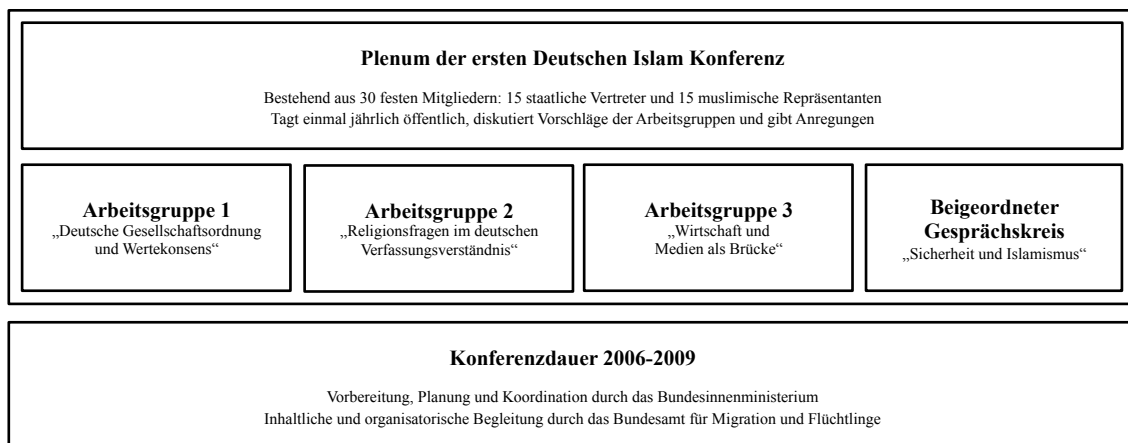 Plenum der ersten Deutschen Islam Konferenz
Bestehend aus 30 festen Mitgliedern: 15 staatliche Vertreter und 15 muslimische Repräsentanten
Tagt einmal jährlich öffentlich, diskutiert Vorschläge der Arbeitsgruppen und gibt Anregungen
Arbeitsgruppe 1
„Deutsche Gesellschaftsordnung
und Wertekonsens“
Arbeitsgruppe 2
„Religionsfragen im deutschen
Verfassungsverständnis“
Arbeitsgruppe 3
„Wirtschaft und
Medien als Brücke“
Beigeordneter
Gesprächskreis
„Sicherheit und Islamismus“
Konferenzdauer 2006-2009
Vorbereitung, Planung und Koordination durch das Bundesinnenministerium
Inhaltliche und organisatorische Begleitung durch das Bundesamt für Migration und Flüchtlinge